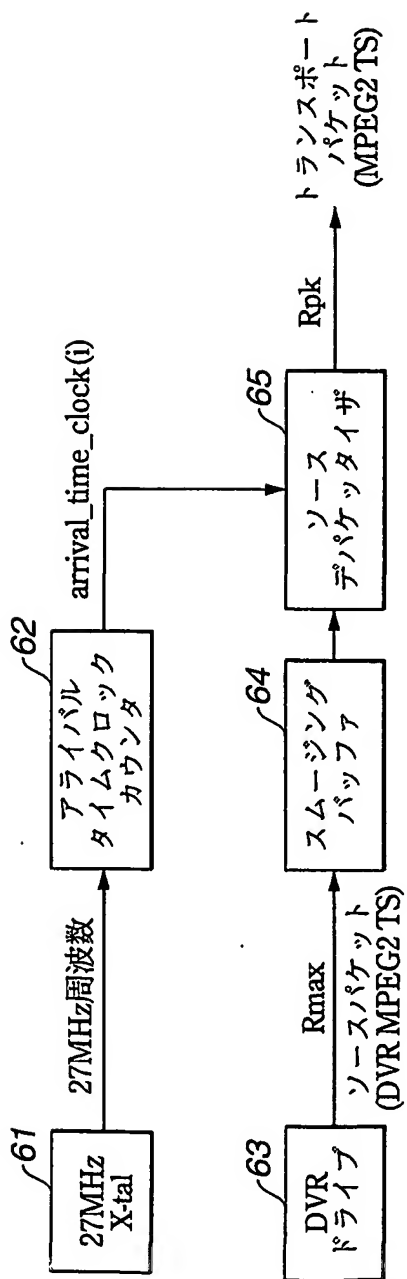 61
27MHz
X-tal
27MHz周波数
62
アライバル
タイムクロック
カウンタ
arrival_time_clock(i)
63
DVR
ドライブ
Rmax
ソースパケット
(DVR MPEG2 TS)
64
スムージング
バッファ
65
ソース
デパケッタイザ
Rpk
トランスポート
パケット
(MPEG2 TS)